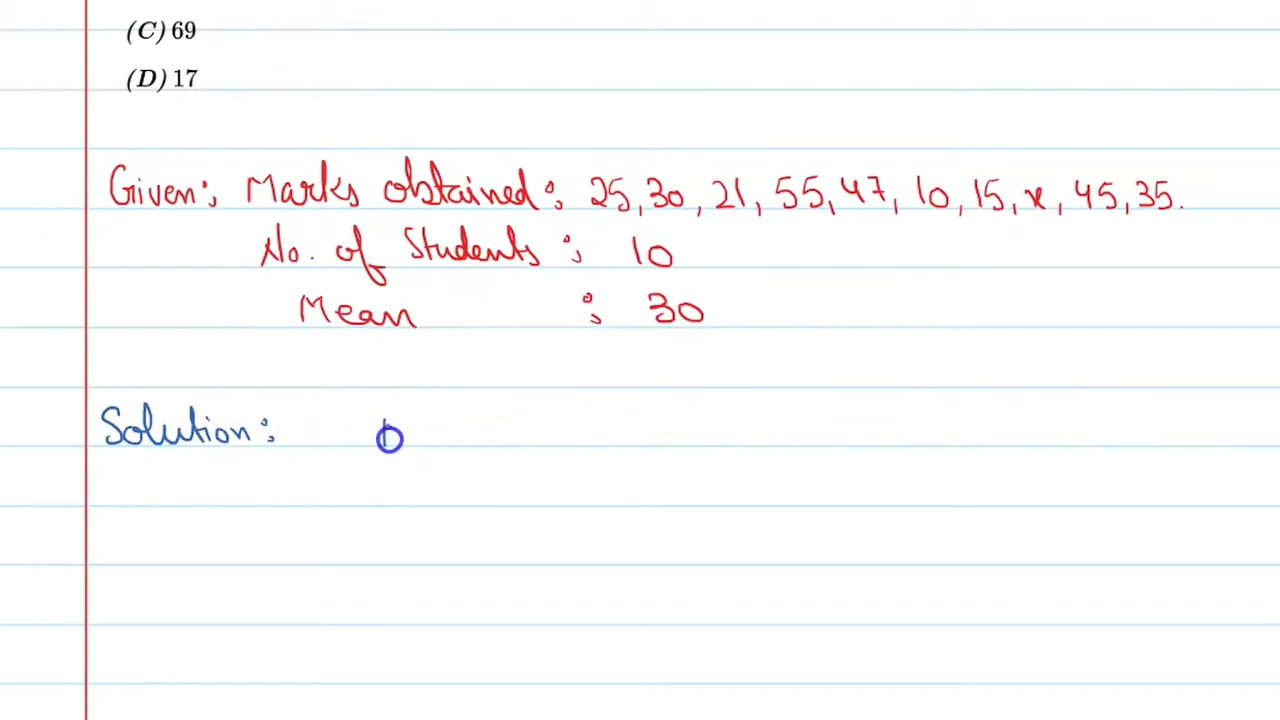 (C) 69
(D) 17
Given: Marks obtained: 25, 30, 21, 55, 47, 10, 15, x, 45, 35.
No. of Students : 10
Mean : 30
Solution: